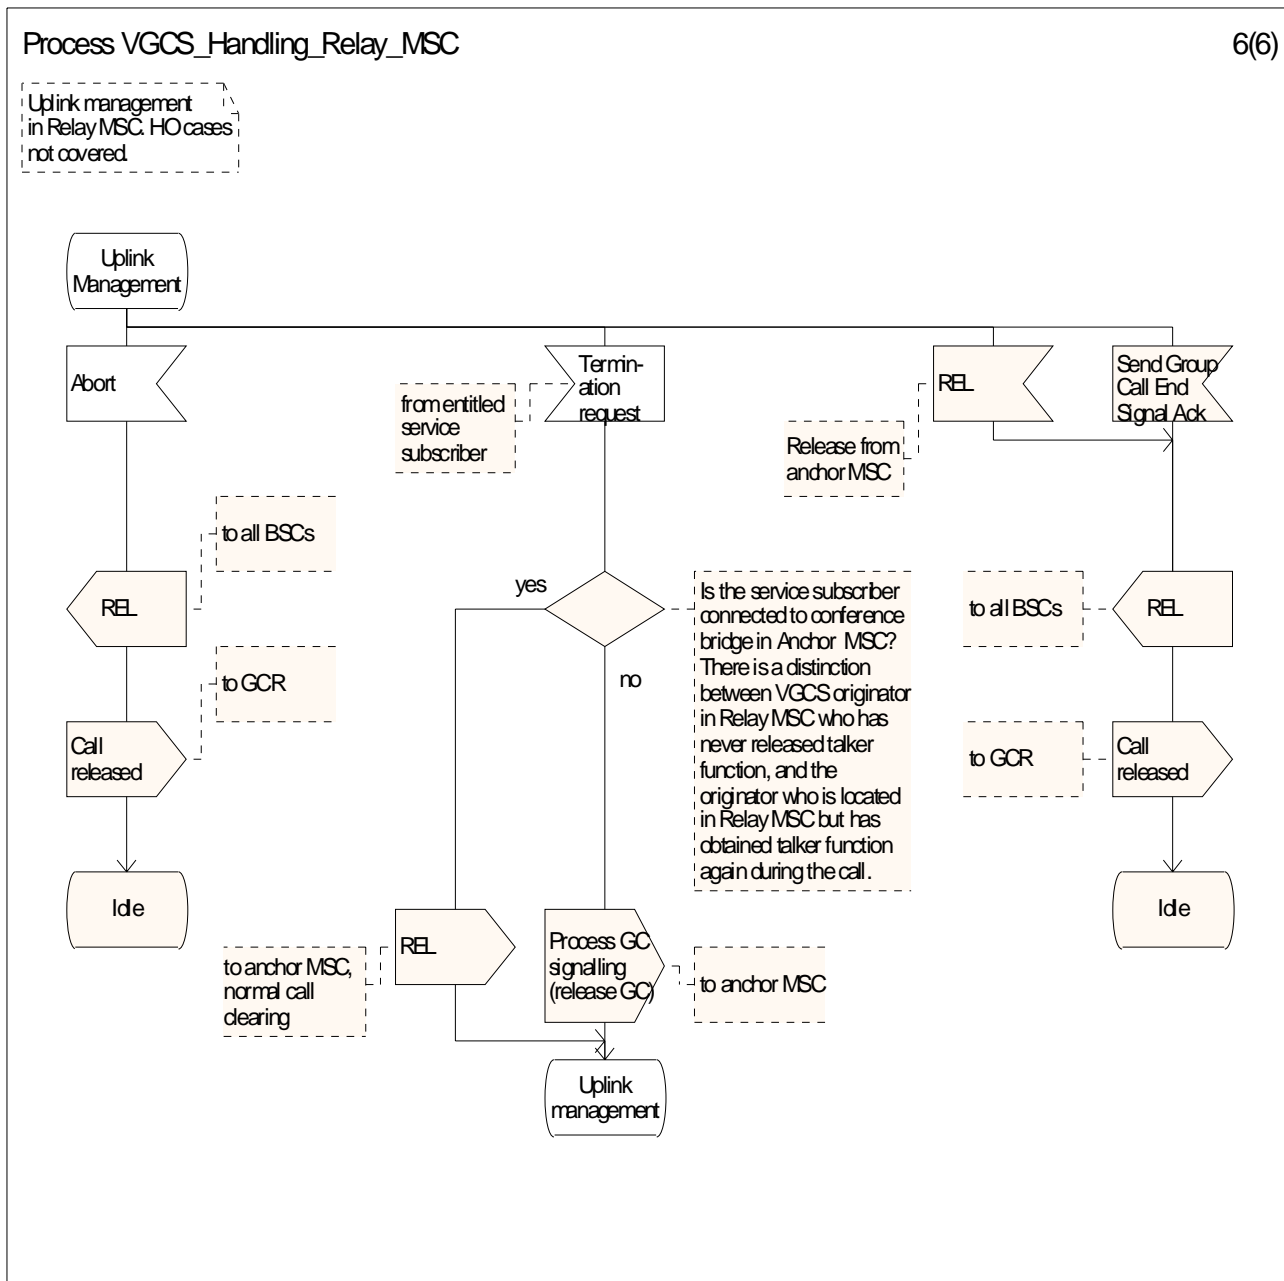 Process VGCS_Handling_Relay_MSC
6(6)
Uplink management
in Relay MSC. HO cases
not covered.
Uplink
Management
Abort
Termin-
ation
request
from entitled
service
subscriber
REL
Send Group
Call End
Signal Ack
Release from
anchor MSC
to all BSCs
REL
yes
no
Is the service subscriber
connected to conference
bridge in Anchor MSC?
There is a distinction
between VGCS originator
in Relay MSC who has
never released talker
function, and the
originator who is located
in Relay MSC but has
obtained talker function
again during the call.
to all BSCs
REL
to GCR
Call
released
to GCR
Call
released
Idle
Idle
REL
to anchor MSC,
normal call
clearing
Process GC
signalling
(release GC)
to anchor MSC
Uplink
management